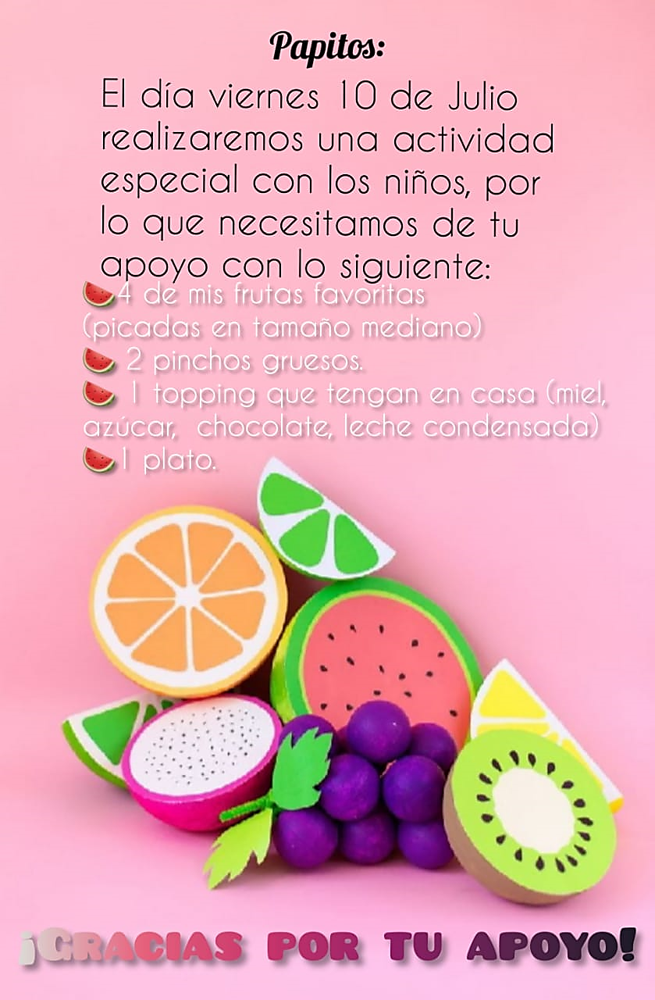 Papitos:
El día viernes 10 de Julio
realizaremos una actividad
especial con los niños, por
lo que necesitamos de tu
apoyo con lo siguiente:
🍉4 de mis frutas favoritas
(picadas en tamaño mediano)
🍉 2 pinchos gruesos.
🍉 1 topping que tengan en casa (miel,
azúcar, chocolate, leche condensada)
🍉1 plato.
¡GRACIAS POR TU APOYO!